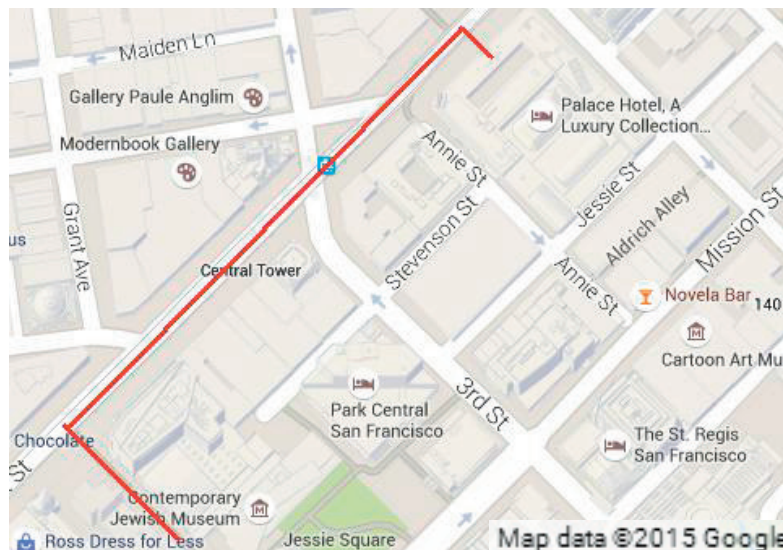 Maiden Ln
Gallery Paule Anglim
Palace Hotel, A
Luxury Collection...
Modernbook Gallery
Annie St
Jessie St
Aldrich Alley
Mission St
Grant Ave
Stevenson St
us
Central Tower
Annie St
Novela Bar
140
Cartoon Art Mu
3rd St
Park Central
San Francisco
Chocolate
The St. Regis
San Francisco
St
Contemporary
Jewish Museum
Ross Dress for Less
Jessie Square
Map data ©2015 Google